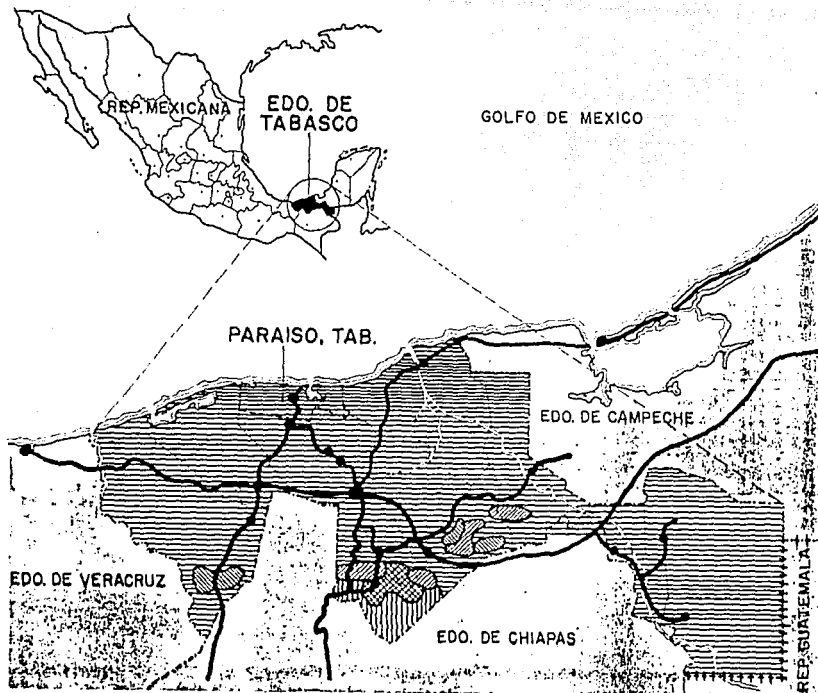 REP. MEXICANA
EDO. DE
TABASCO
GOLFO DE MEXICO
PARAISO, TAB.
EDO. DE CAMPECHE
EDO. DE VERACRUZ
EDO. DE CHIAPAS
REP. GUATEMALA